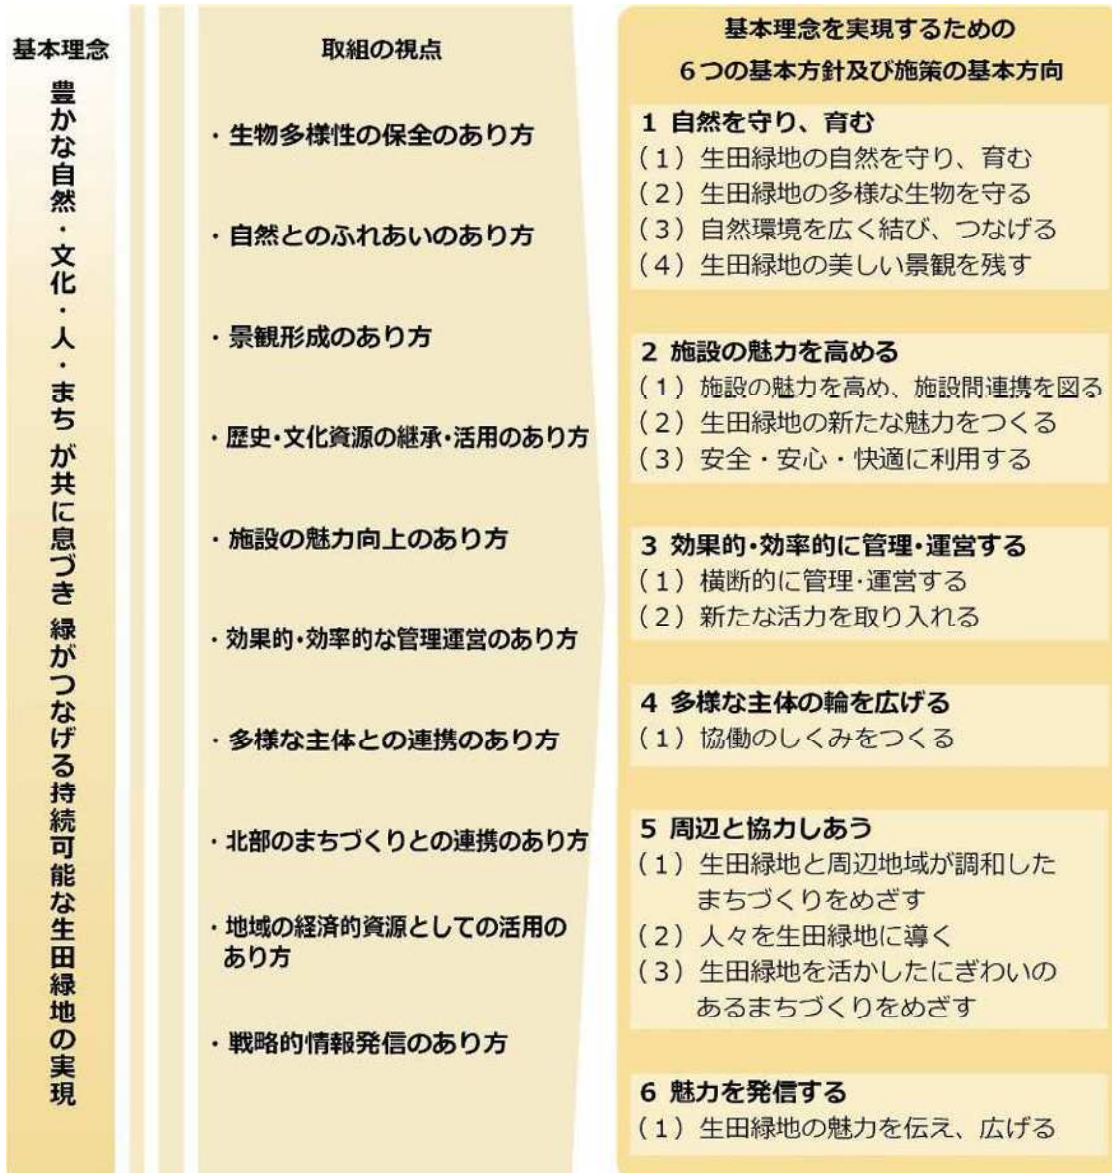 基本理念
豊かな自然・文化・人・まち が共に息づき 緑がつなげる持続可能な生田緑地の実現
取組の視点
・生物多様性の保全のあり方
・自然とのふれあいのあり方
・景観形成のあり方
・歴史・文化資源の継承・活用のあり方
・施設の魅力向上のあり方
・効果的・効率的な管理運営のあり方
・多様な主体との連携のあり方
・北部のまちづくりとの連携のあり方
・地域の経済的資源としての活用の
あり方
・戦略的情報発信のあり方
基本理念を実現するための
6つの基本方針及び施策の基本方向
1 自然を守り、育む
(1)生田緑地の自然を守り、育む
(2)生田緑地の多様な生物を守る
(3)自然環境を広く結び、つなげる
(4)生田緑地の美しい景観を残す
2 施設の魅力を高める
(1)施設の魅力を高め、施設間連携を図る
(2)生田緑地の新たな魅力をつくる
(3)安全・安心・快適に利用する
3 効果的・効率的に管理・運営する
(1)横断的に管理・運営する
(2)新たな活力を取り入れる
4 多様な主体の輪を広げる
(1)協働のしくみをつくる
5 周辺と協力しあう
(1)生田緑地と周辺地域が調和した
まちづくりをめざす
(2)人々を生田緑地に導く
(3)生田緑地を活かしたにぎわいの
あるまちづくりをめざす
6 魅力を発信する
(1)生田緑地の魅力を伝え、広げる